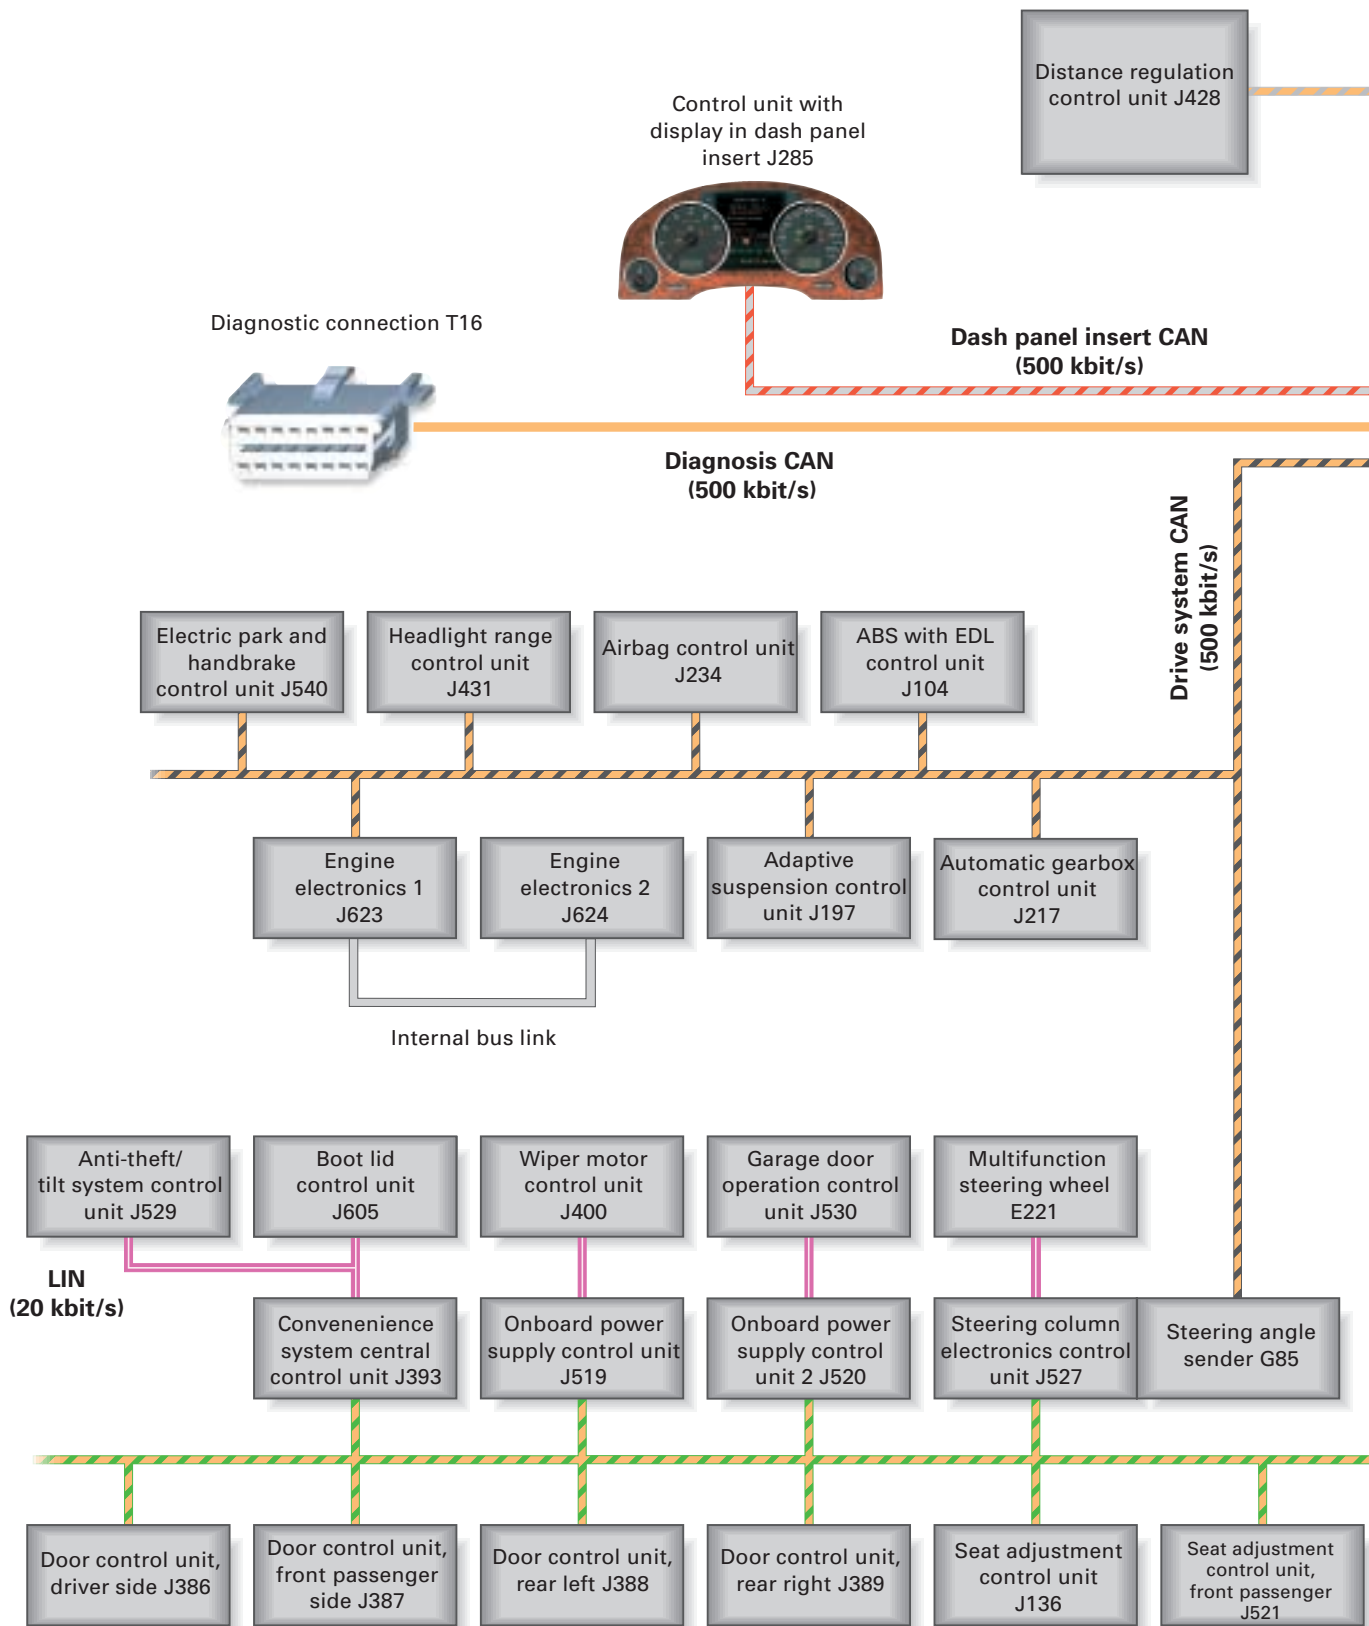 Distance regulation
control unit J428
Control unit with
display in dash panel
insert J285
Diagnostic connection T16
Dash panel insert CAN
(500 kbit/s)
Diagnosis CAN
(500 kbit/s)
Drive system CAN
(500 kbit/s)
Electric park and
handbrake
control unit J540
Headlight range
control unit
J431
Airbag control unit
J234
ABS with EDL
control unit
J104
Engine
electronics 1
J623
Engine
electronics 2
J624
Adaptive
suspension control
unit J197
Automatic gearbox
control unit
J217
Internal bus link
Anti-theft/
tilt system control
unit J529
Boot lid
control unit
J605
Wiper motor
control unit
J400
Garage door
operation control
unit J530
Multifunction
steering wheel
E221
LIN
(20 kbit/s)
Convenenience
system central
control unit J393
Onboard power
supply control unit
J519
Onboard power
supply control
unit 2 J520
Steering column
electronics control
unit J527
Steering angle
sender G85
Door control unit,
driver side J386
Door control unit,
front passenger
side J387
Door control unit,
rear left J388
Door control unit,
rear right J389
Seat adjustment
control unit
J136
Seat adjustment
control unit,
front passenger
J521